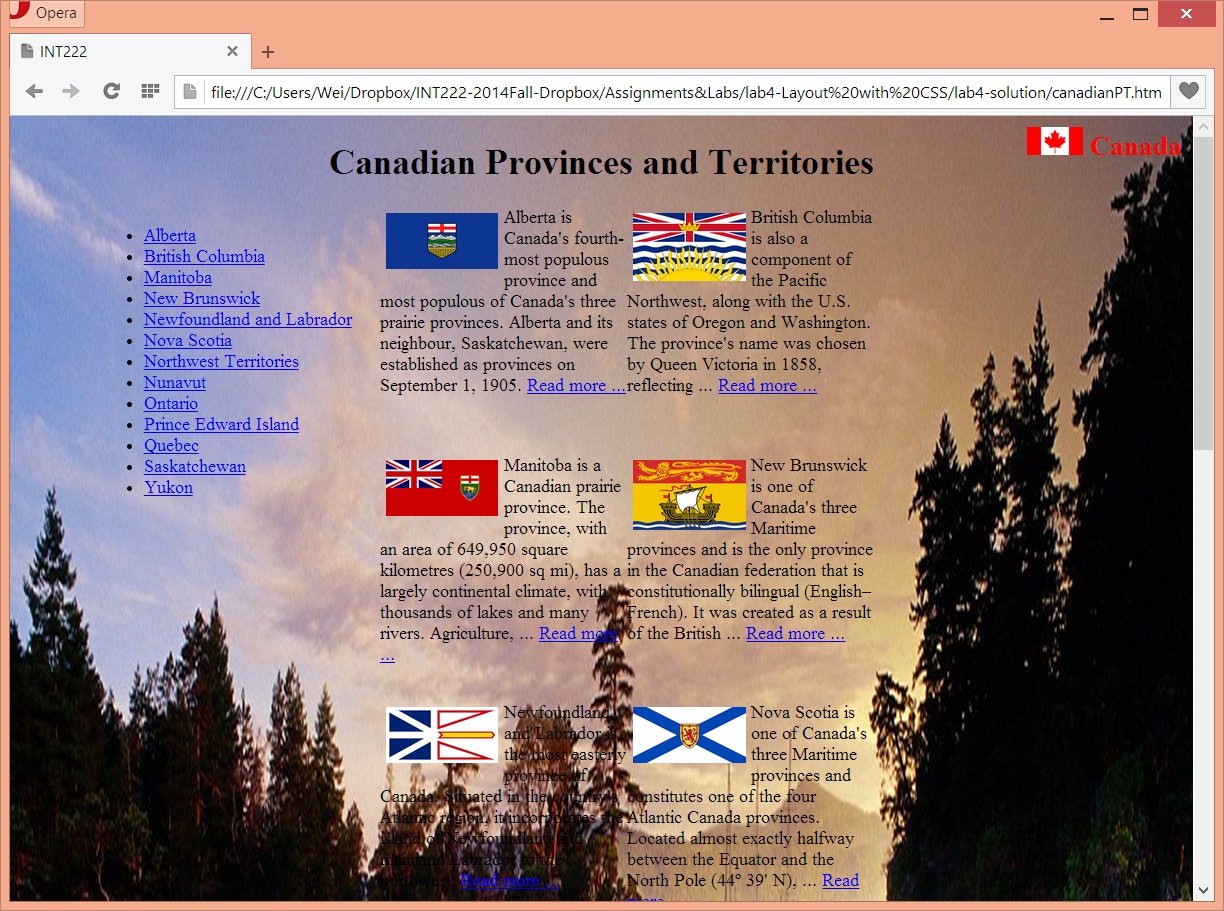 Opera
INT222
file:///C:/Users/Wei/Dropbox/INT222-2014Fall-Dropbox/Assignments&Labs/lab4-Layout%20with%20CSS/lab4-solution/canadianPT.htm
Canada
Canadian Provinces and Territories
Alberta
British Columbia
Manitoba
New Brunswick
Newfoundland and Labrador
Nova Scotia
Northwest Territories
Nunavut
Ontario
Prince Edward Island
Quebec
Saskatchewan
Yukon
Alberta is
Canada's fourth-
most populous
province and
most populous of Canada's three
prairie provinces. Alberta and its
neighbour, Saskatchewan, were
established as provinces on
September 1, 1905. Read more ...
British Columbia
is also a
component of
the Pacific
Northwest, along with the U.S.
states of Oregon and Washington.
The province's name was chosen
by Queen Victoria in 1858,
reflecting ... Read more ...
Manitoba is a
Canadian prairie
province. The
province, with
an area of 649,950 square
kilometres (250,900 sq mi), has a
largely continental climate, with
thousands of lakes and many
rivers. Agriculture, ... Read more
...
New Brunswick
is one of
Canada's three
Maritime
provinces and is the only province
in the Canadian federation that is
constitutionally bilingual (English–
French). It was created as a result
of the British ... Read more ...
Newfoundland
and Labrador is
the most easterly
province of
Canada. Situated in the country's
Atlantic region, it incorporates the
island of Newfoundland and
mainland Labrador to the
northwest. Read more ...
Nova Scotia is
one of Canada's
three Maritime
provinces and
constitutes one of the four
Atlantic Canada provinces.
Located almost exactly halfway
between the Equator and the
North Pole (44º 39' N), ... Read
more